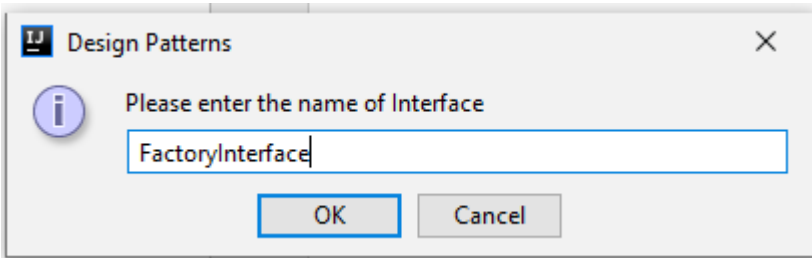 IJ Design Patterns
i Please enter the name of Interface
FactoryInterface
OK Cancel